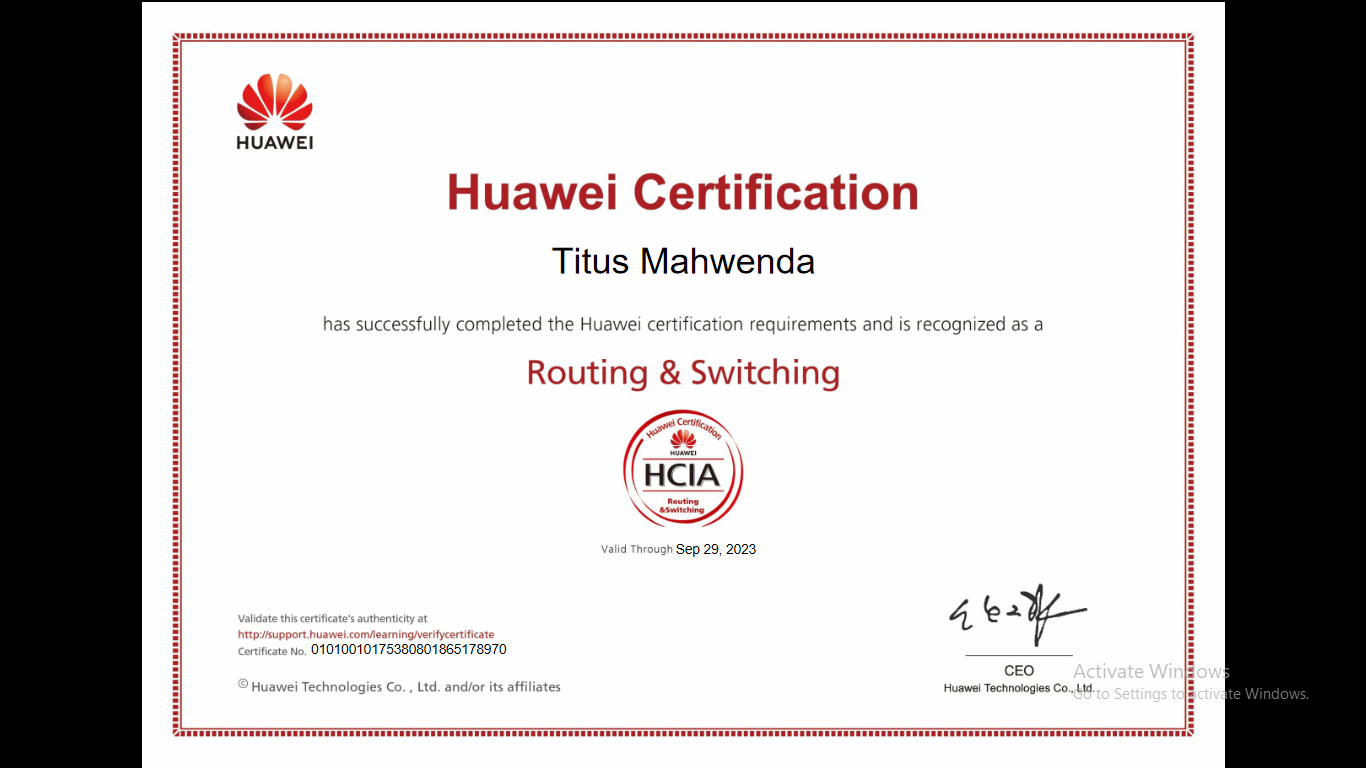 HUAWEI
Huawei Certification
Titus Mahwenda
has successfully completed the Huawei certification requirements and is recognized as a
Routing & Switching
Huawei Certification
HUAWEI
HCIA
Routing
&Switching
Valid Through Sep 29, 2023
Validate this certificate's authenticity at
http://support.huawei.com/learning/verifycertificate
Certificate No. 01010010175380801865178970
© Huawei Technologies Co. , Ltd. and/or its affiliates
CEO
Huawei Technologies Co., Ltd.
Activate Windows
Go to Settings to activate Windows.